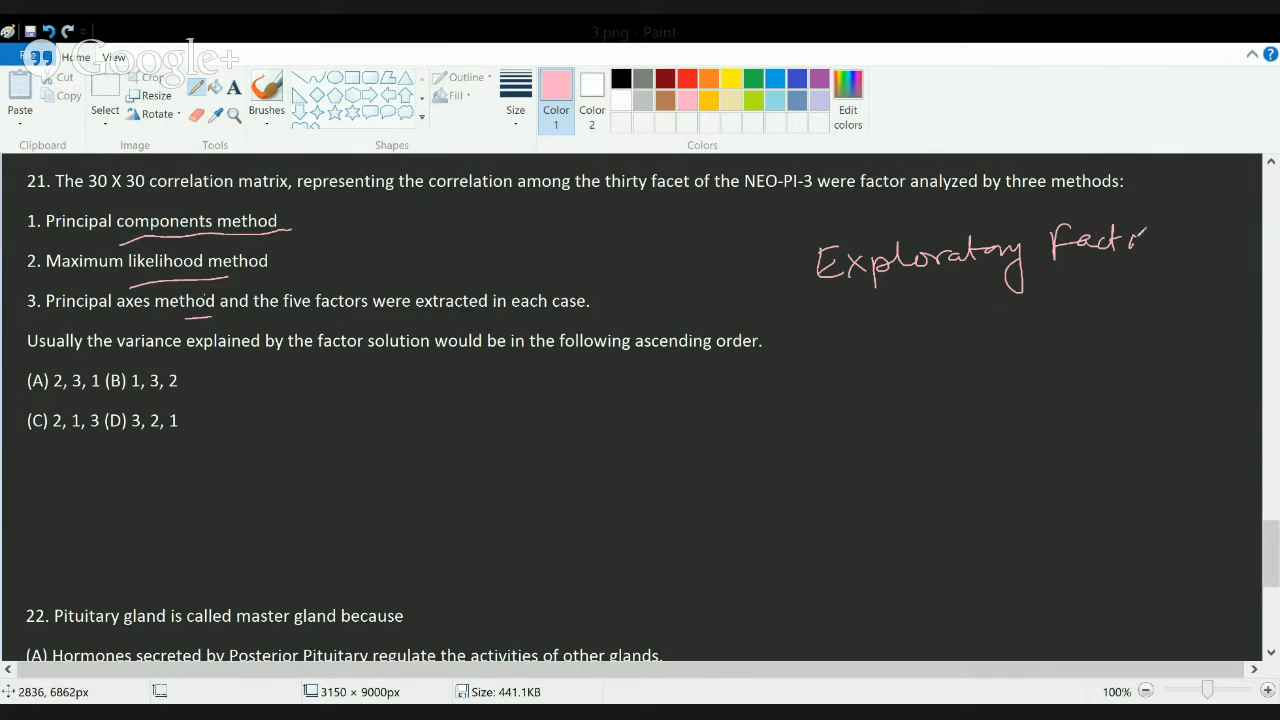 3.png - Paint
Google+
File Home View
Paste
Cut
Copy
Clipboard
Select
Crop
Resize
Rotate
Image
Tools
Brushes
Shapes
Outline
Fill
Size
Color 1
Color 2
Colors
Edit colors
21. The 30 X 30 correlation matrix, representing the correlation among the thirty facet of the NEO-PI-3 were factor analyzed by three methods:
1. Principal components method
Exploratory Facto
2. Maximum likelihood method
3. Principal axes method and the five factors were extracted in each case.
Usually the variance explained by the factor solution would be in the following ascending order.
(A) 2, 3, 1 (B) 1, 3, 2
(C) 2, 1, 3 (D) 3, 2, 1
22. Pituitary gland is called master gland because
(A) Hormones secreted by Posterior Pituitary regulate the activities of other glands.
2836, 6862px
3150 × 9000px
Size: 441.1KB
100%